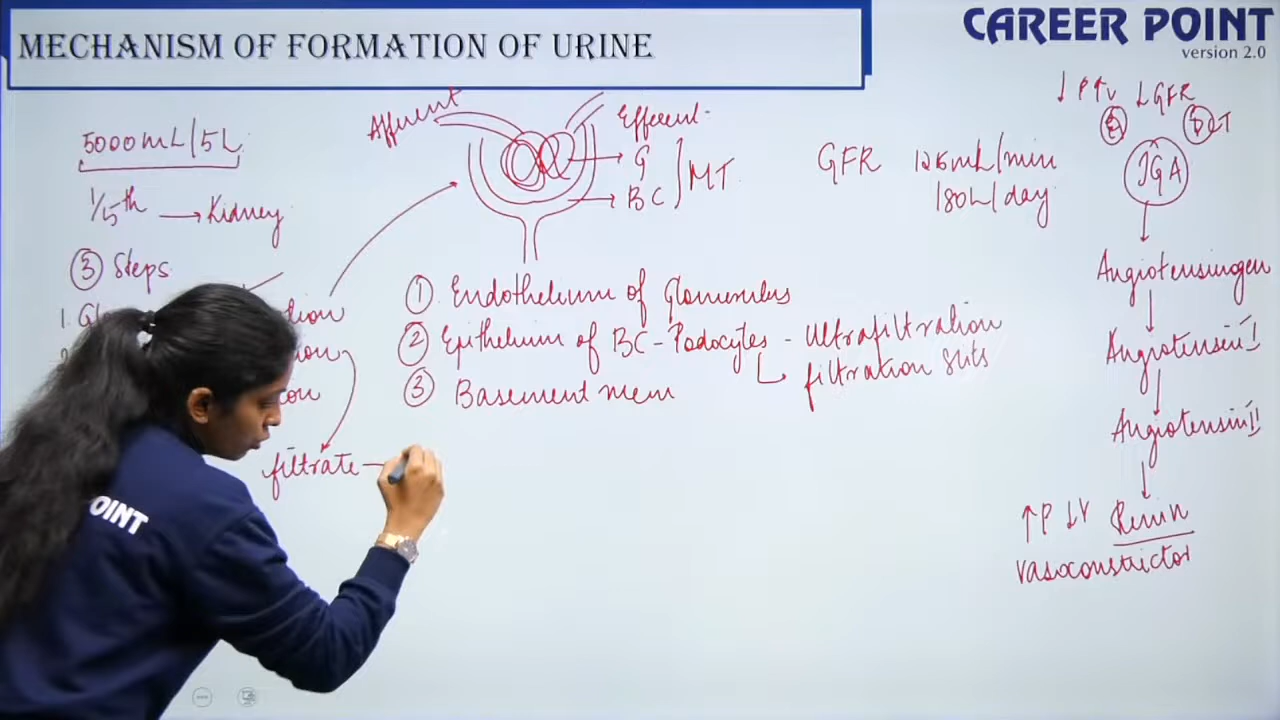 MECHANISM OF FORMATION OF URINE
CAREER POINT
version 2.0
5000mL/5L
1/5th → Kidney
③ Steps
filtrate
OINT
Afferent
Efferent
G
BC
MT
① Endothelium of Glomerulus
② Epithelium of BC - Podocytes - Ultrafiltration
filtration slits
③ Basement mem
GFR 125mL/min
180L/day
↓P↑V ↓GFR
JGA
Angiotensinogen
Angiotensin I
Angiotensin II
↑P ↓V Renin
Vasoconstrictor